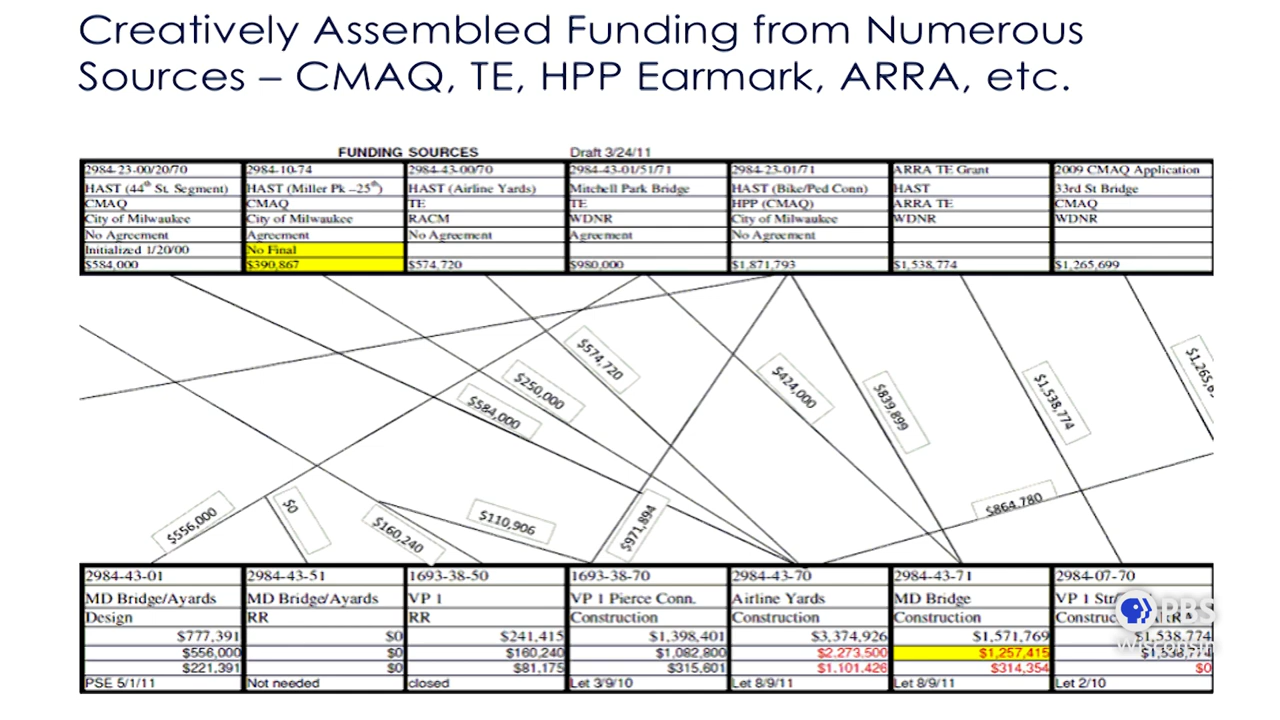 Creatively Assembled Funding from Numerous
Sources – CMAQ, TE, HPP Earmark, ARRA, etc.
FUNDING SOURCES Draft 3/24/11
2984-23-00/20/70 2984-10-74 2984-43-00/70 2984-43-01/51/71 2984-23-01/71 ARRA TE Grant 2009 CMAQ Application
HAST (44th St. Segment) HAST (Miller Pk –25th) HAST (Airline Yards) Mitchell Park Bridge HAST (Bike/Ped Conn) HAST 33rd St Bridge
CMAQ CMAQ TE TE HPP (CMAQ) ARRA TE CMAQ
City of Milwaukee City of Milwaukee RACM WDNR City of Milwaukee WDNR WDNR
No Agreement Agreement No Agreement Agreement No Agreement
Initialized 1/20/00 No Final
$584,000 $390,867 $574,720 $980,000 $1,871,793 $1,538,774 $1,265,699
$574,720
$250,000
$584,000
$424,000
$839,899
$1,538,774
$556,000
$0
$160,240
$110,906
$971,894
$864,780
2984-43-01 2984-43-51 1693-38-50 1693-38-70 2984-43-70 2984-43-71 2984-07-70
MD Bridge/Ayards MD Bridge/Ayards VP 1 VP 1 Pierce Conn. Airline Yards MD Bridge VP 1
Design RR RR Construction Construction Construction
$777,391 $0 $241,415 $1,398,401 $3,374,926 $1,571,769 $1,538,774
$556,000 $0 $160,240 $1,082,800 $2,273,500 $1,257,415 $1,538,774
$221,391 $0 $81,175 $315,601 $1,101,426 $314,354 $0
PSE 5/1/11 Not needed closed Let 3/9/10 Let 8/9/11 Let 8/9/11 Let 2/10
PBS
wisconsin